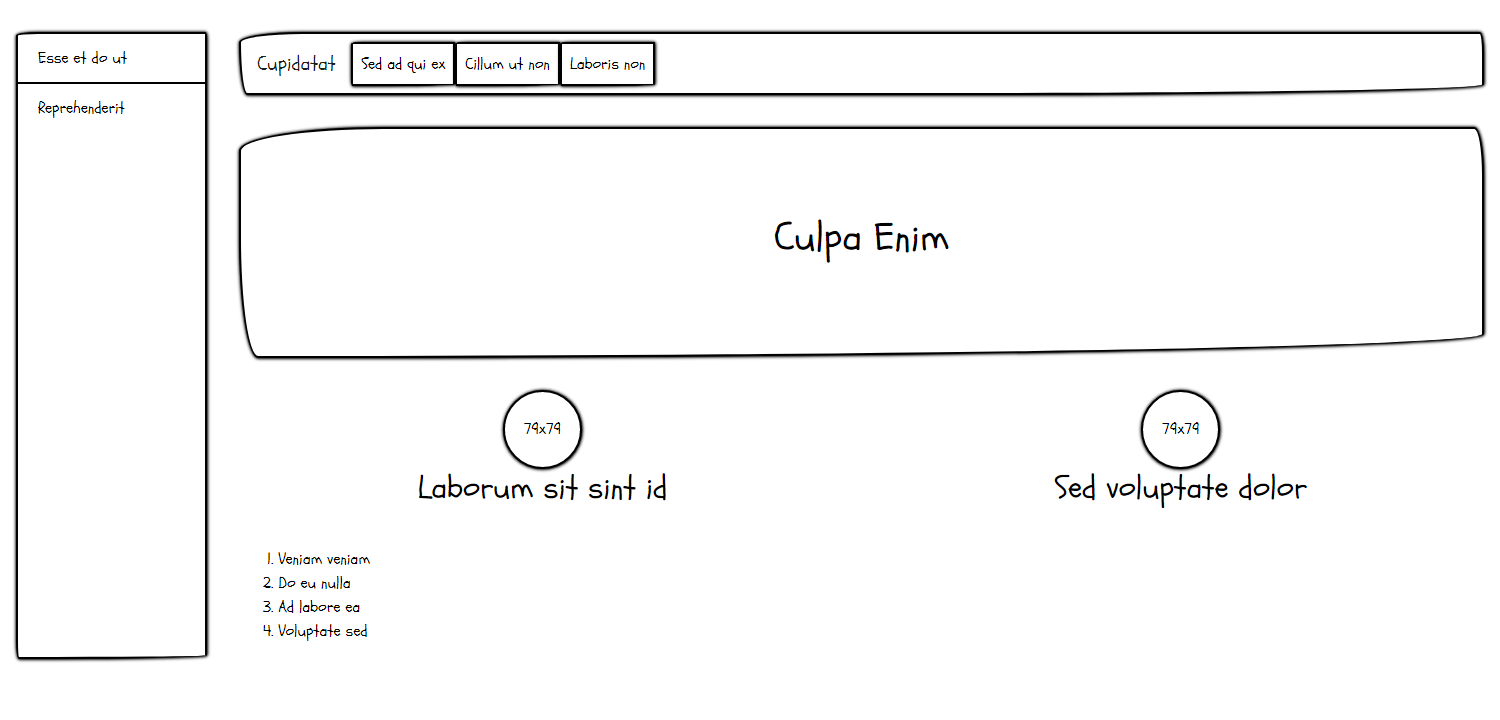 Esse et do ut
Reprehenderit
Cupidatat
Sed ad qui ex
Cillum ut non
Laboris non
Culpa Enim
79x79
Laborum sit sint id
79x79
Sed voluptate dolor
1. Veniam veniam
2. Do eu nulla
3. Ad labore ea
4. Voluptate sed